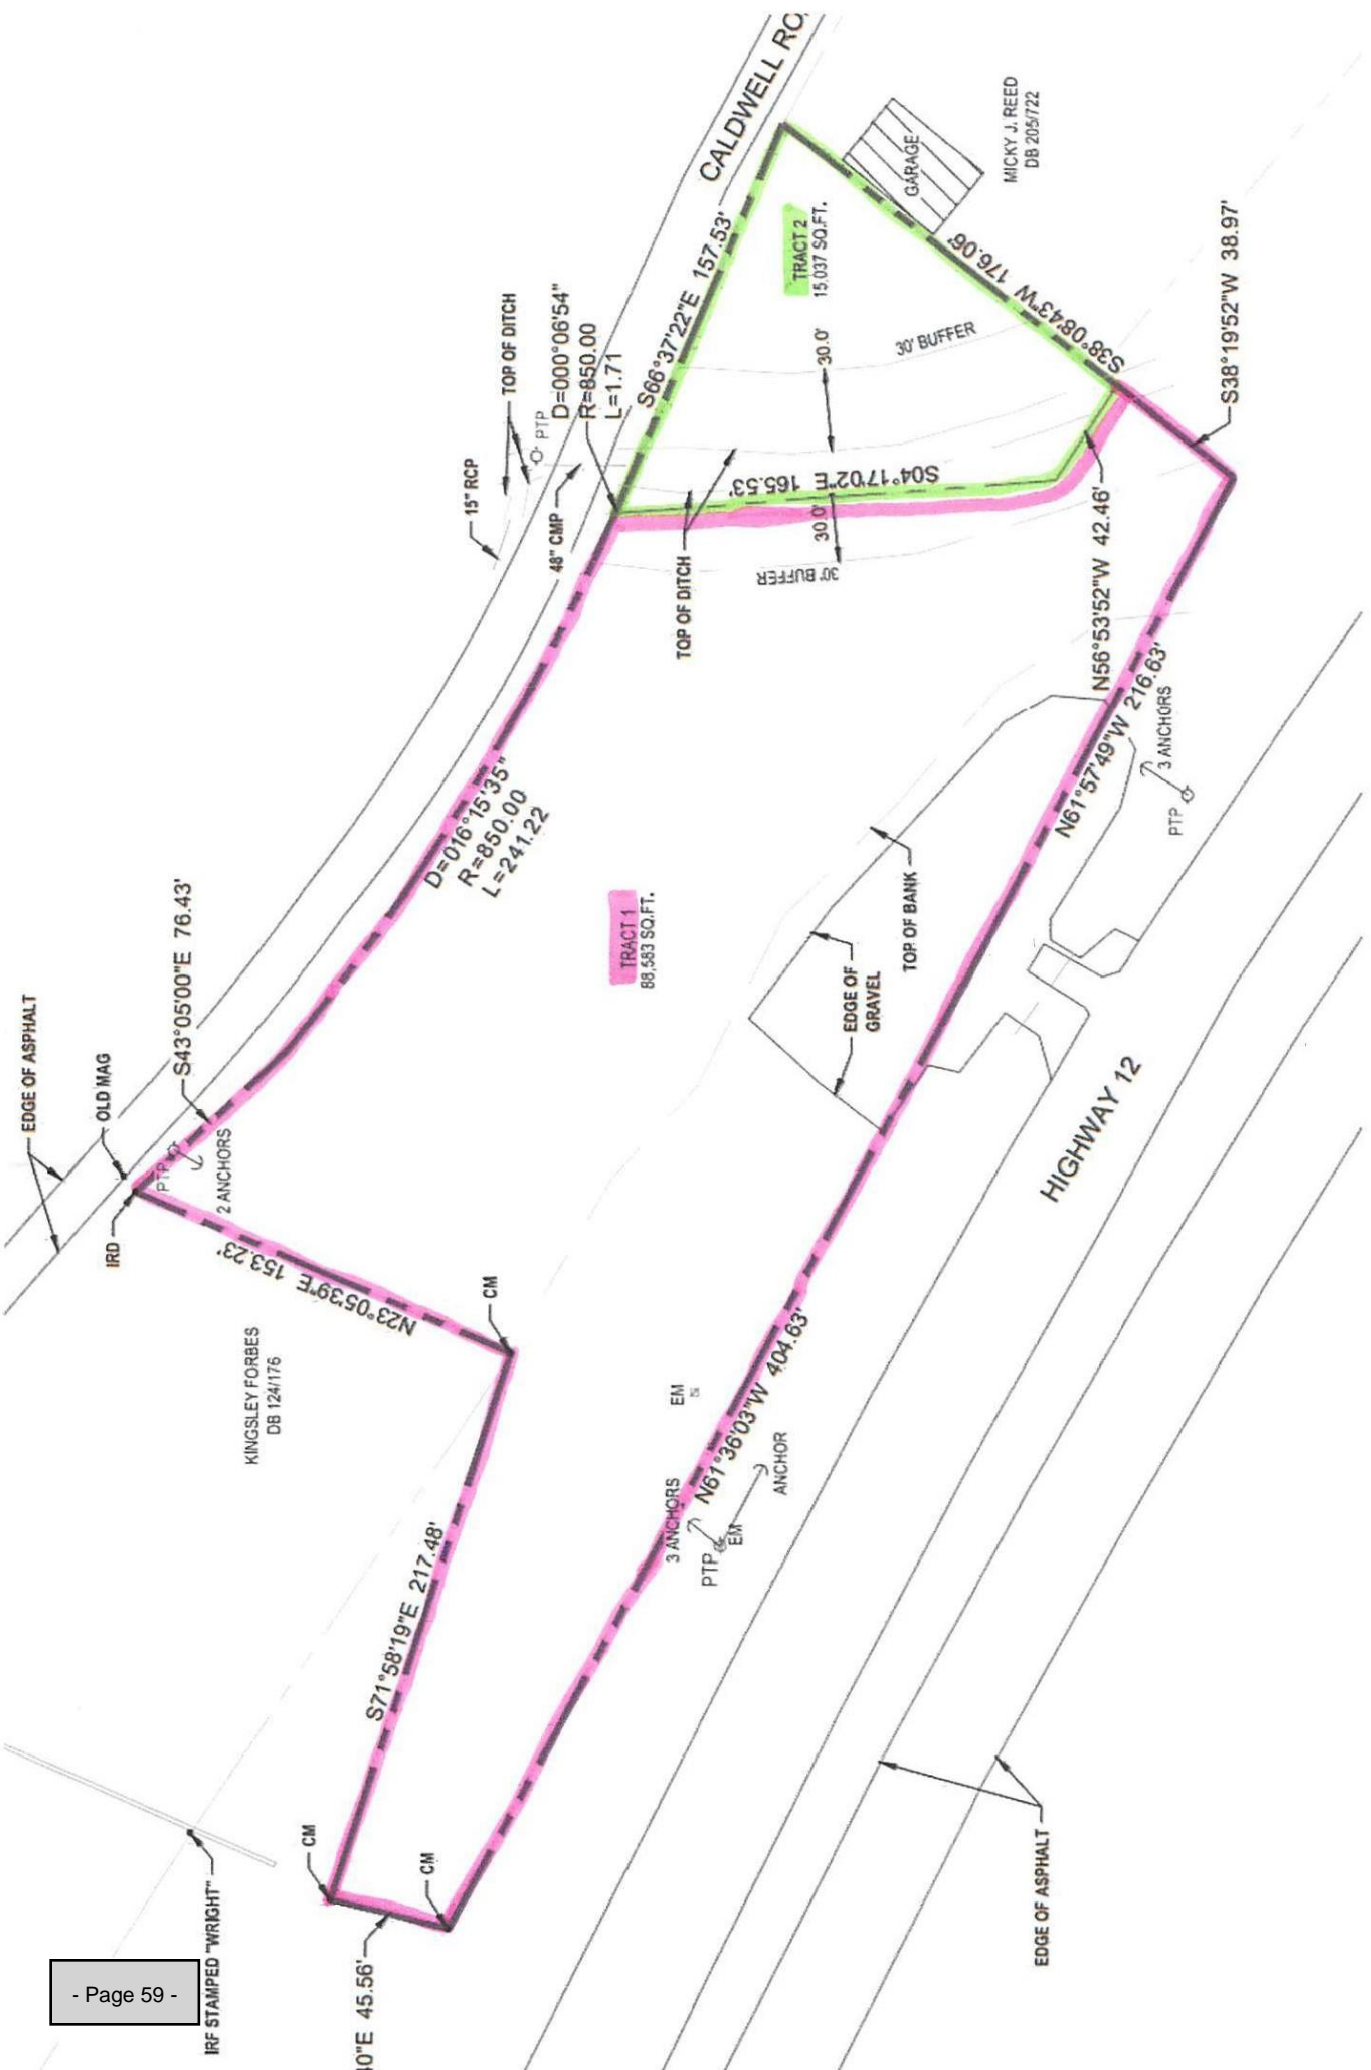 CALDWELL RO
MICKY J. REED
DB 205/722
GARAGE
TRACT 2
15,037 SQ.FT.
S66°37'22"E 157.53'
S38°08'43"W 176.06'
S38°19'52"W 38.97'
TOP OF DITCH
PTP
D=000°06'54"
R=850.00
L=1.71
30' BUFFER
30.0'
15" RCP
48" CMP
S04°17'02"E 165.53'
30.0'
30' BUFFER
TOP OF DITCH
N56°53'52"W 42.46'
N61°57'49"W 216.63'
3 ANCHORS
PTP
D=016°15'35"
R=850.00
L=241.22
TRACT 1
88,583 SQ.FT.
TOP OF BANK
EDGE OF
GRAVEL
S43°05'00"E 76.43'
EDGE OF ASPHALT
OLD MAG
PTP
2 ANCHORS
IRD
HIGHWAY 12
N23°05'39"E 153.23'
CM
KINGSLEY FORBES
DB 124/176
EM
N61°36'03"W 404.63'
3 ANCHORS
ANCHOR
PTP
EM
S71°58'19"E 217.48'
CM
CM
EDGE OF ASPHALT
IRF STAMPED "WRIGHT"
0"E 45.56'
- Page 59 -